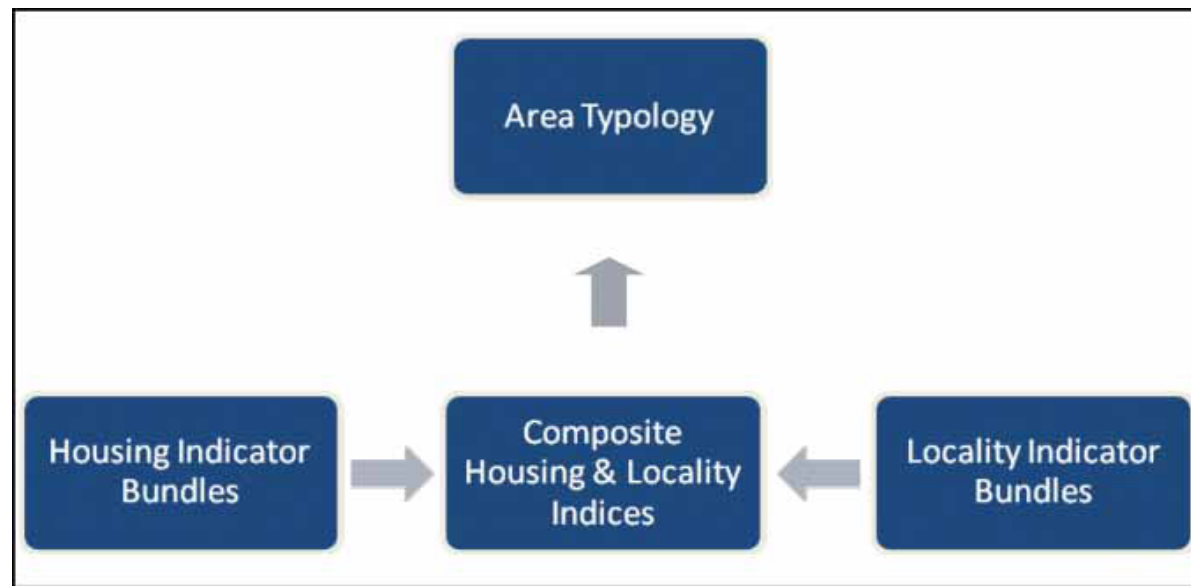 Area Typology
Housing Indicator
Bundles
Composite
Housing & Locality
Indices
Locality Indicator
Bundles